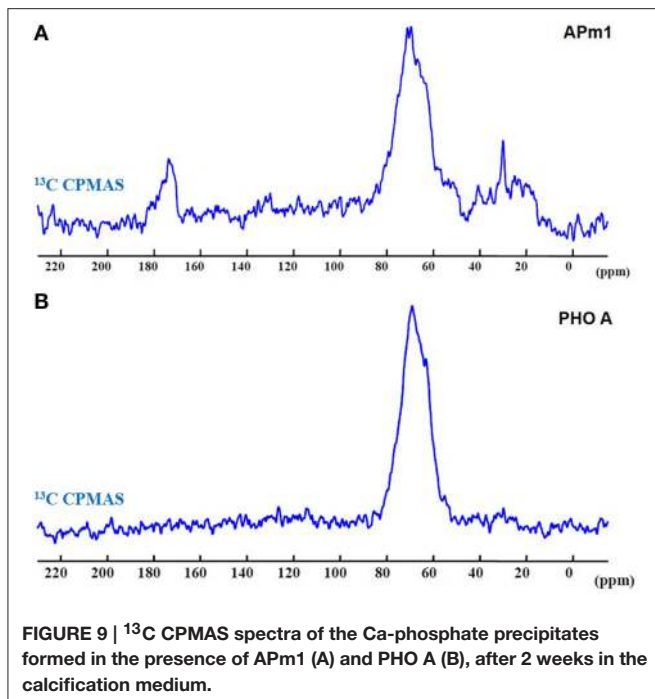 A
APm1
¹³C CPMAS
220 200 180 160 140 120 100 80 60 40 20 0 (ppm)
B
PHO A
¹³C CPMAS
220 200 180 160 140 120 100 80 60 40 20 0 (ppm)
FIGURE 9 | ¹³C CPMAS spectra of the Ca-phosphate precipitates
formed in the presence of APm1 (A) and PHO A (B), after 2 weeks in the
calcification medium.